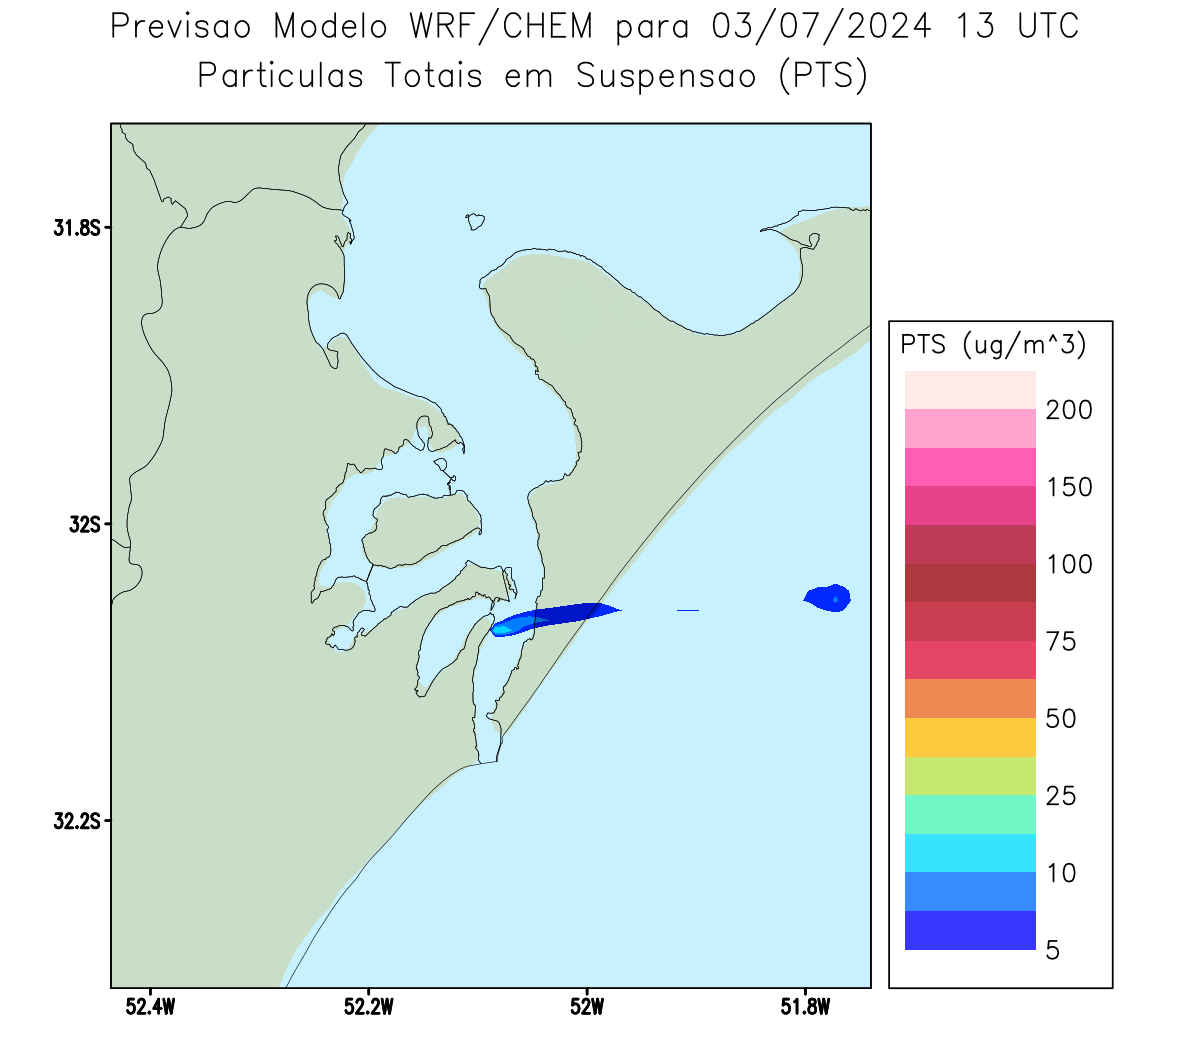 Previsao Modelo WRF/CHEM para 03/07/2024 13 UTC
Particulas Totais em Suspensao (PTS)
31.8S
32S
32.2S
52.4W
52.2W
52W
51.8W
PTS (ug/m^3)
200
150
100
75
50
25
10
5